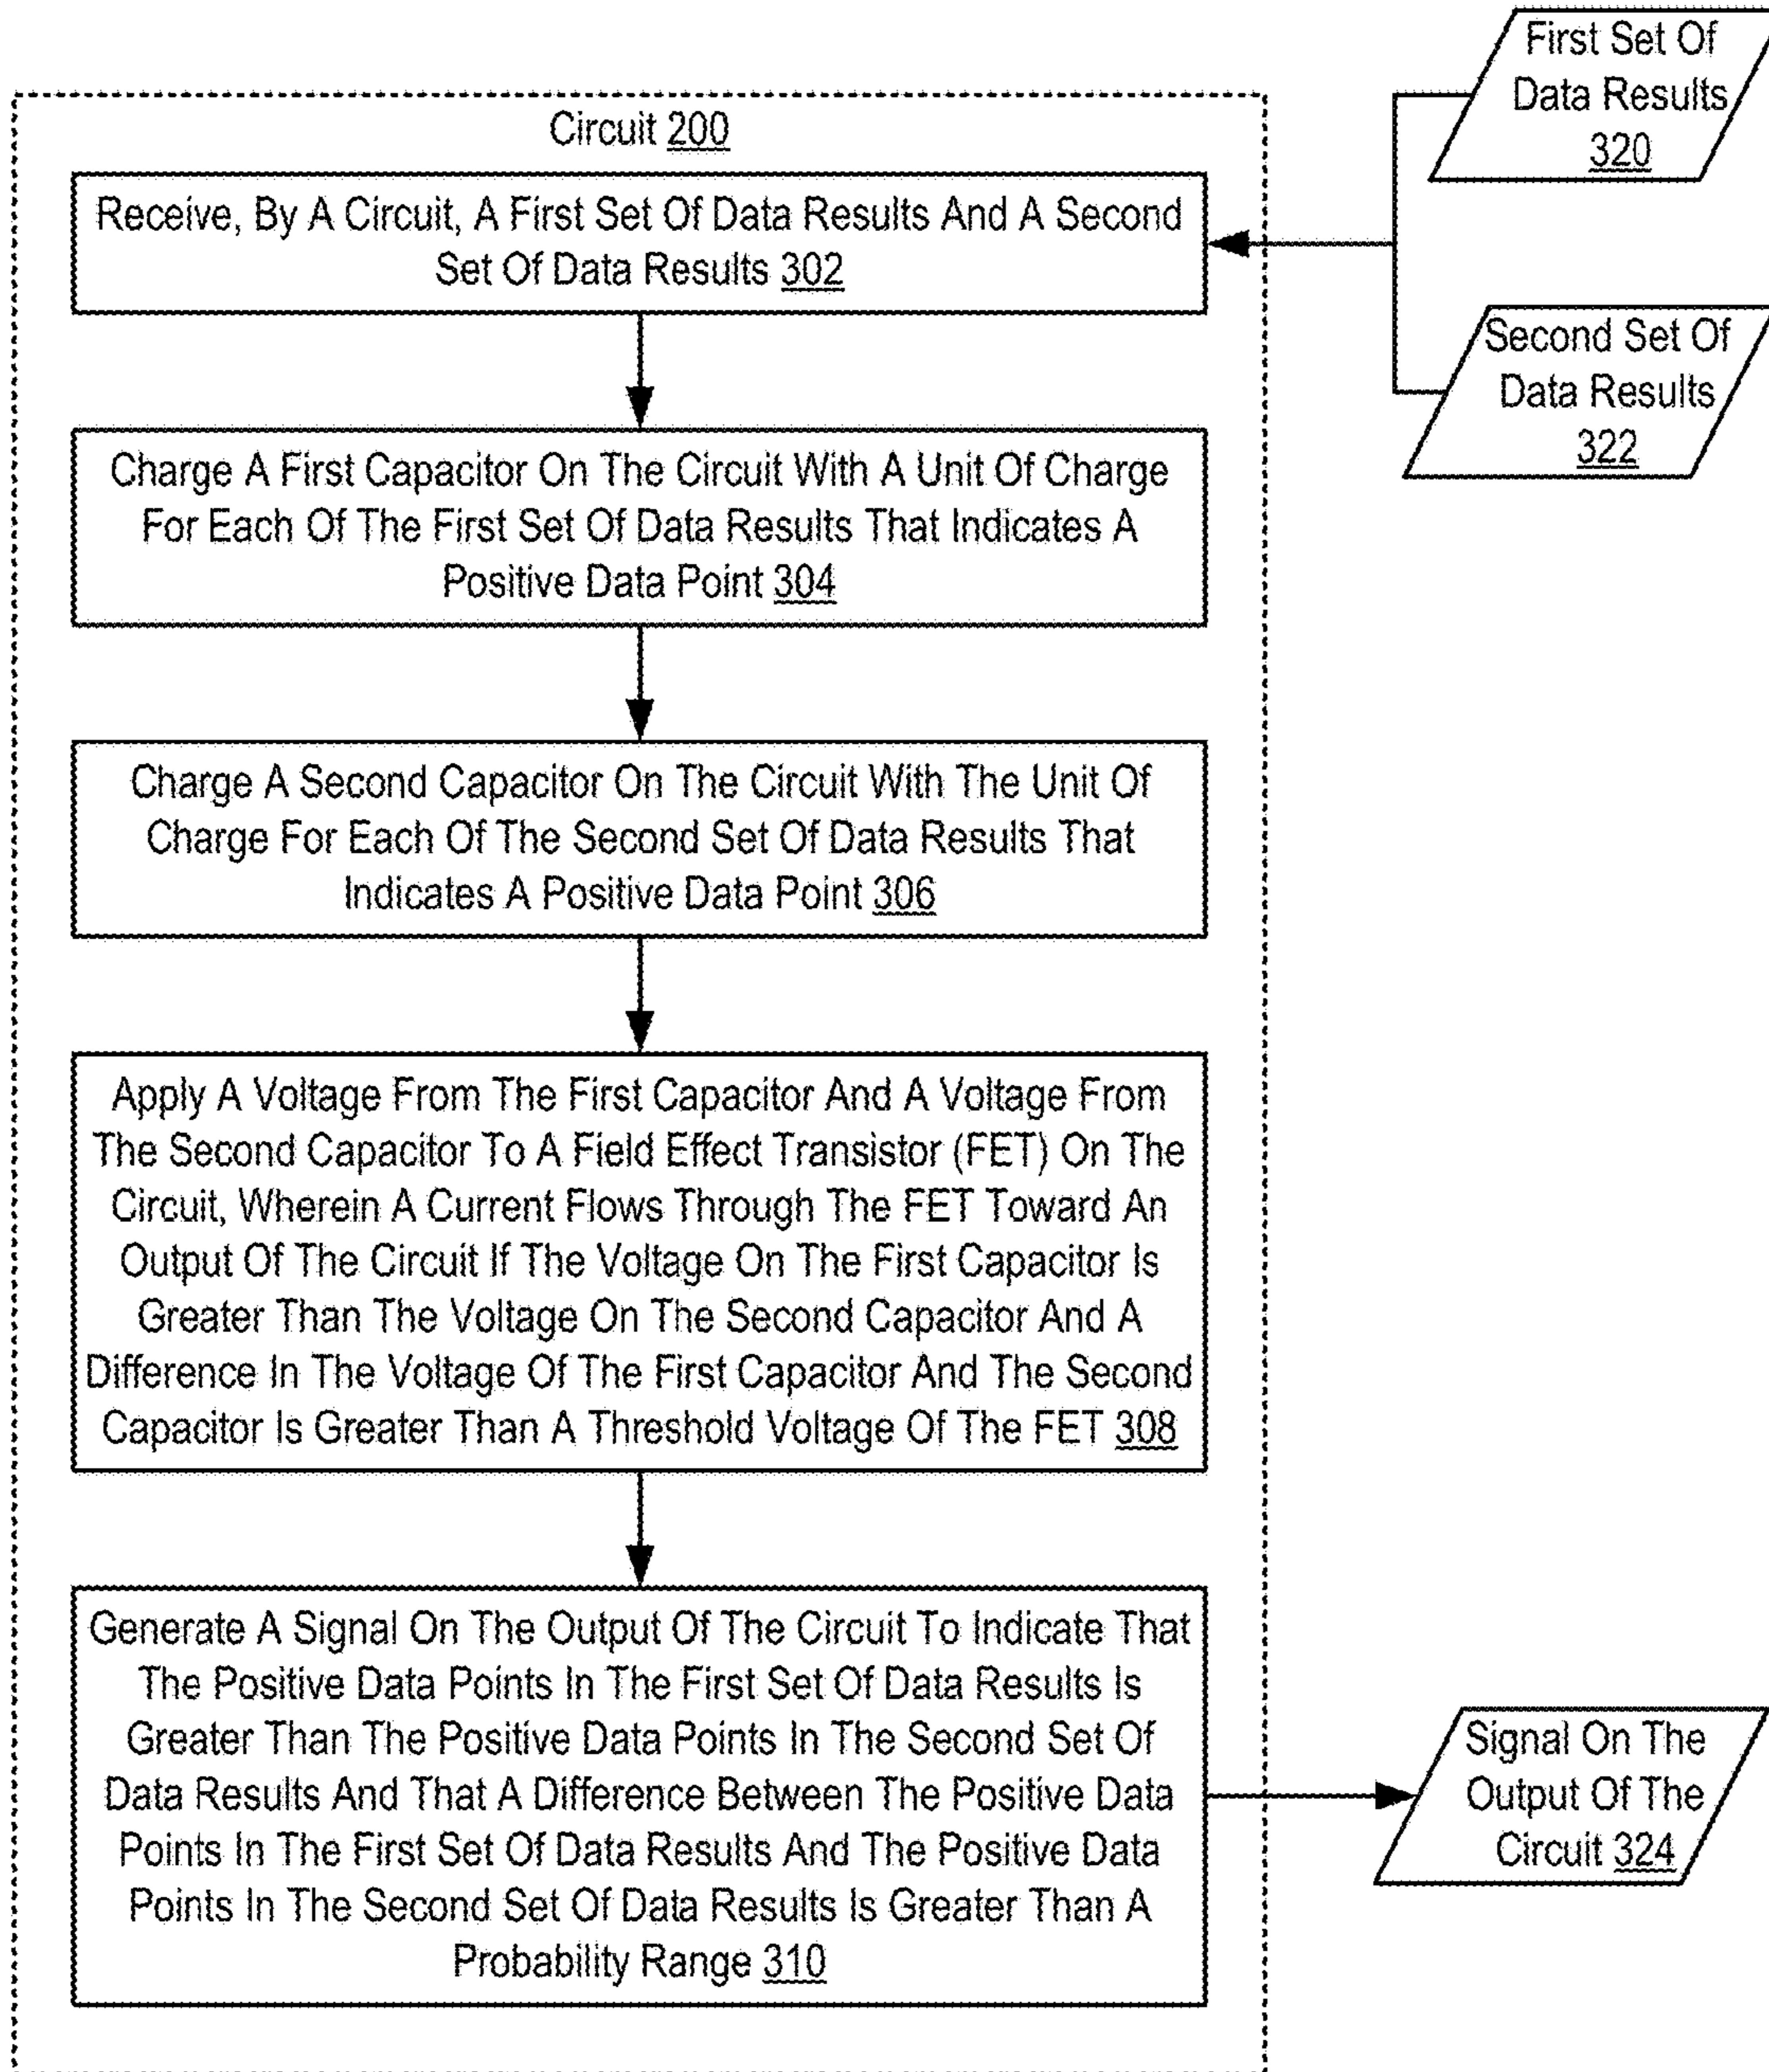 First Set Of
Data Results
320
Circuit 200
Receive, By A Circuit, A First Set Of Data Results And A Second
Set Of Data Results 302
Second Set Of
Data Results
322
Charge A First Capacitor On The Circuit With A Unit Of Charge
For Each Of The First Set Of Data Results That Indicates A
Positive Data Point 304
Charge A Second Capacitor On The Circuit With The Unit Of
Charge For Each Of The Second Set Of Data Results That
Indicates A Positive Data Point 306
Apply A Voltage From The First Capacitor And A Voltage From
The Second Capacitor To A Field Effect Transistor (FET) On The
Circuit, Wherein A Current Flows Through The FET Toward An
Output Of The Circuit If The Voltage On The First Capacitor Is
Greater Than The Voltage On The Second Capacitor And A
Difference In The Voltage Of The First Capacitor And The Second
Capacitor Is Greater Than A Threshold Voltage Of The FET 308
Generate A Signal On The Output Of The Circuit To Indicate That
The Positive Data Points In The First Set Of Data Results Is
Greater Than The Positive Data Points In The Second Set Of
Data Results And That A Difference Between The Positive Data
Points In The First Set Of Data Results And The Positive Data
Points In The Second Set Of Data Results Is Greater Than A
Probability Range 310
Signal On The
Output Of The
Circuit 324